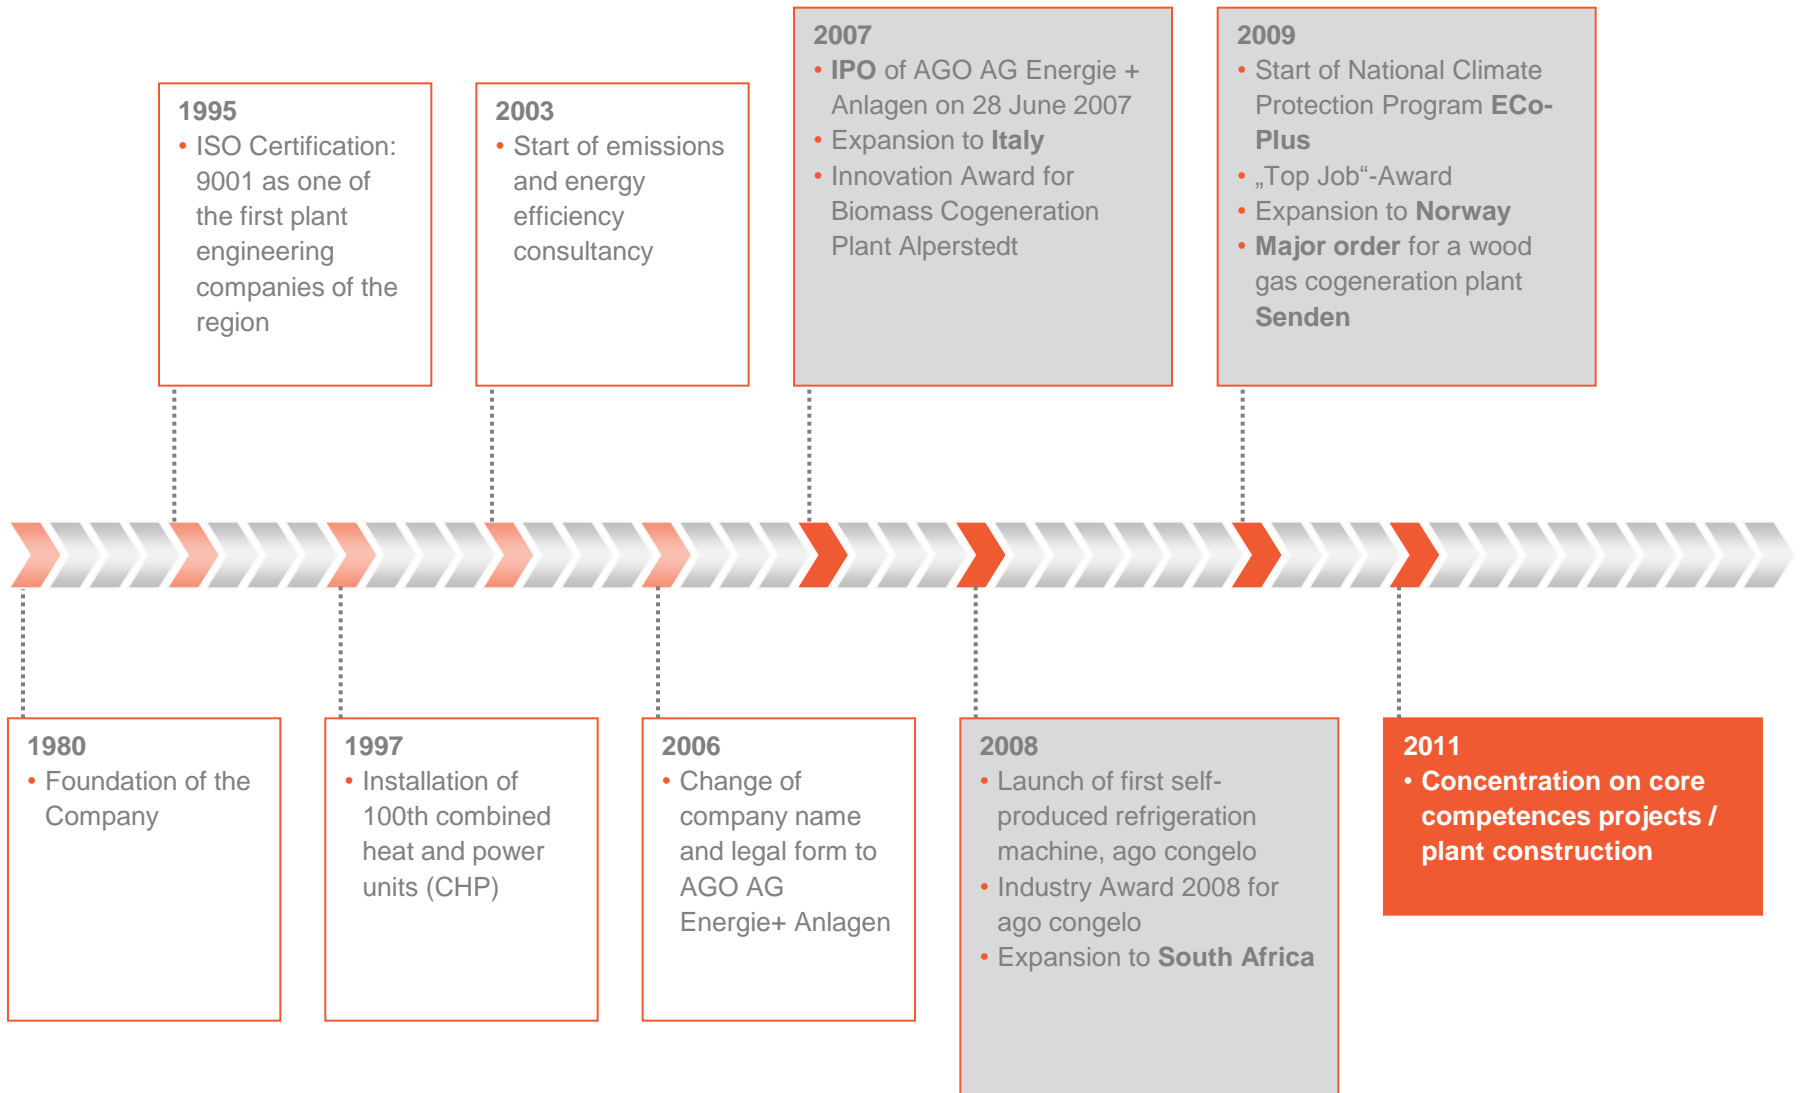 1995
• ISO Certification:
9001 as one of
the first plant
engineering
companies of the
region
2003
• Start of emissions
and energy
efficiency
consultancy
2007
• IPO of AGO AG Energie +
Anlagen on 28 June 2007
• Expansion to Italy
• Innovation Award for
Biomass Cogeneration
Plant Alperstedt
2009
• Start of National Climate
Protection Program ECo-
Plus
• „Top Job“-Award
• Expansion to Norway
• Major order for a wood
gas cogeneration plant
Senden
1980
• Foundation of the
Company
1997
• Installation of
100th combined
heat and power
units (CHP)
2006
• Change of
company name
and legal form to
AGO AG
Energie+ Anlagen
2008
• Launch of first self-
produced refrigeration
machine, ago congelo
• Industry Award 2008 for
ago congelo
• Expansion to South Africa
2011
• Concentration on core
competences projects /
plant construction